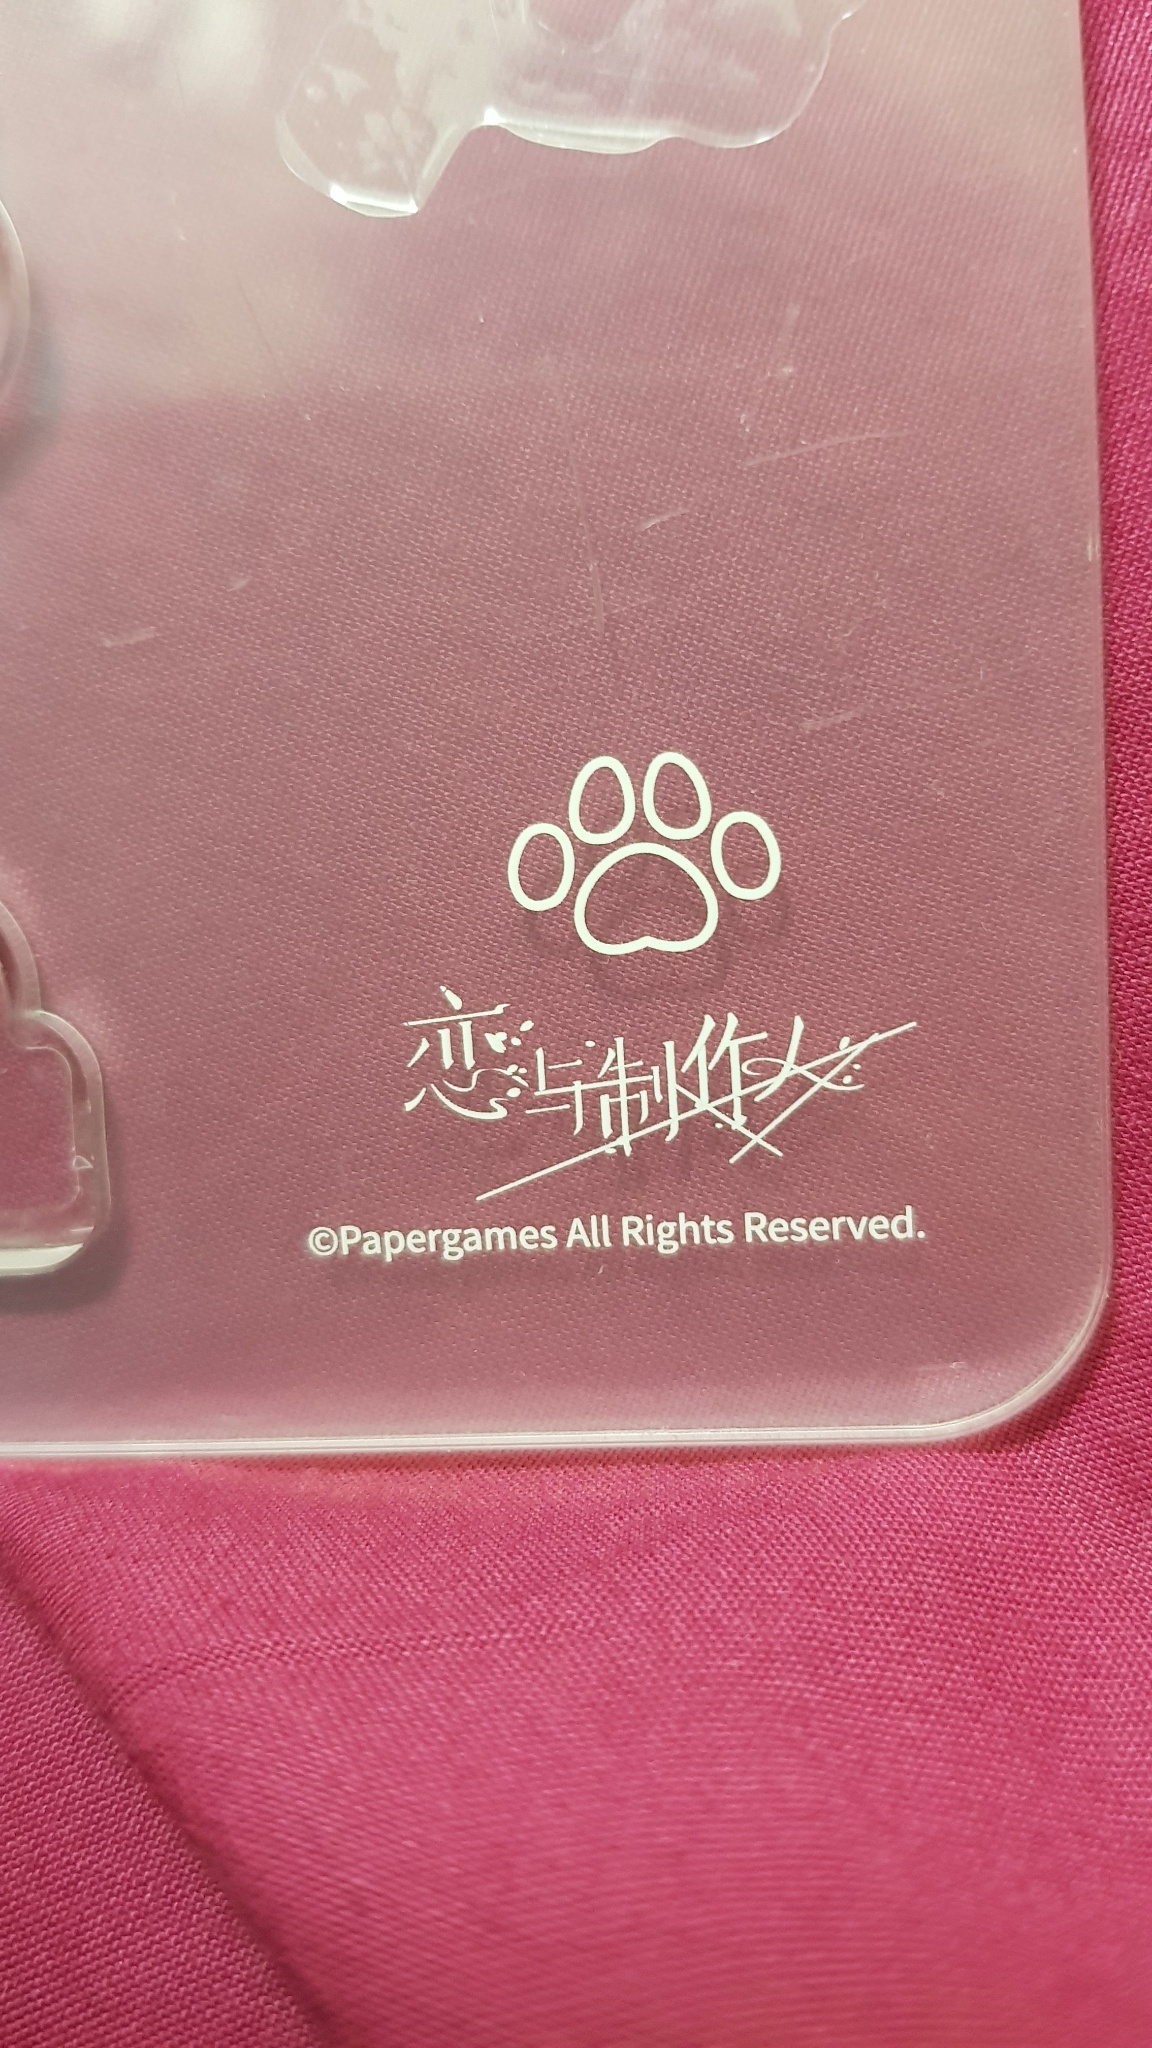 恋与制作人
©Papergames All Rights Reserved.